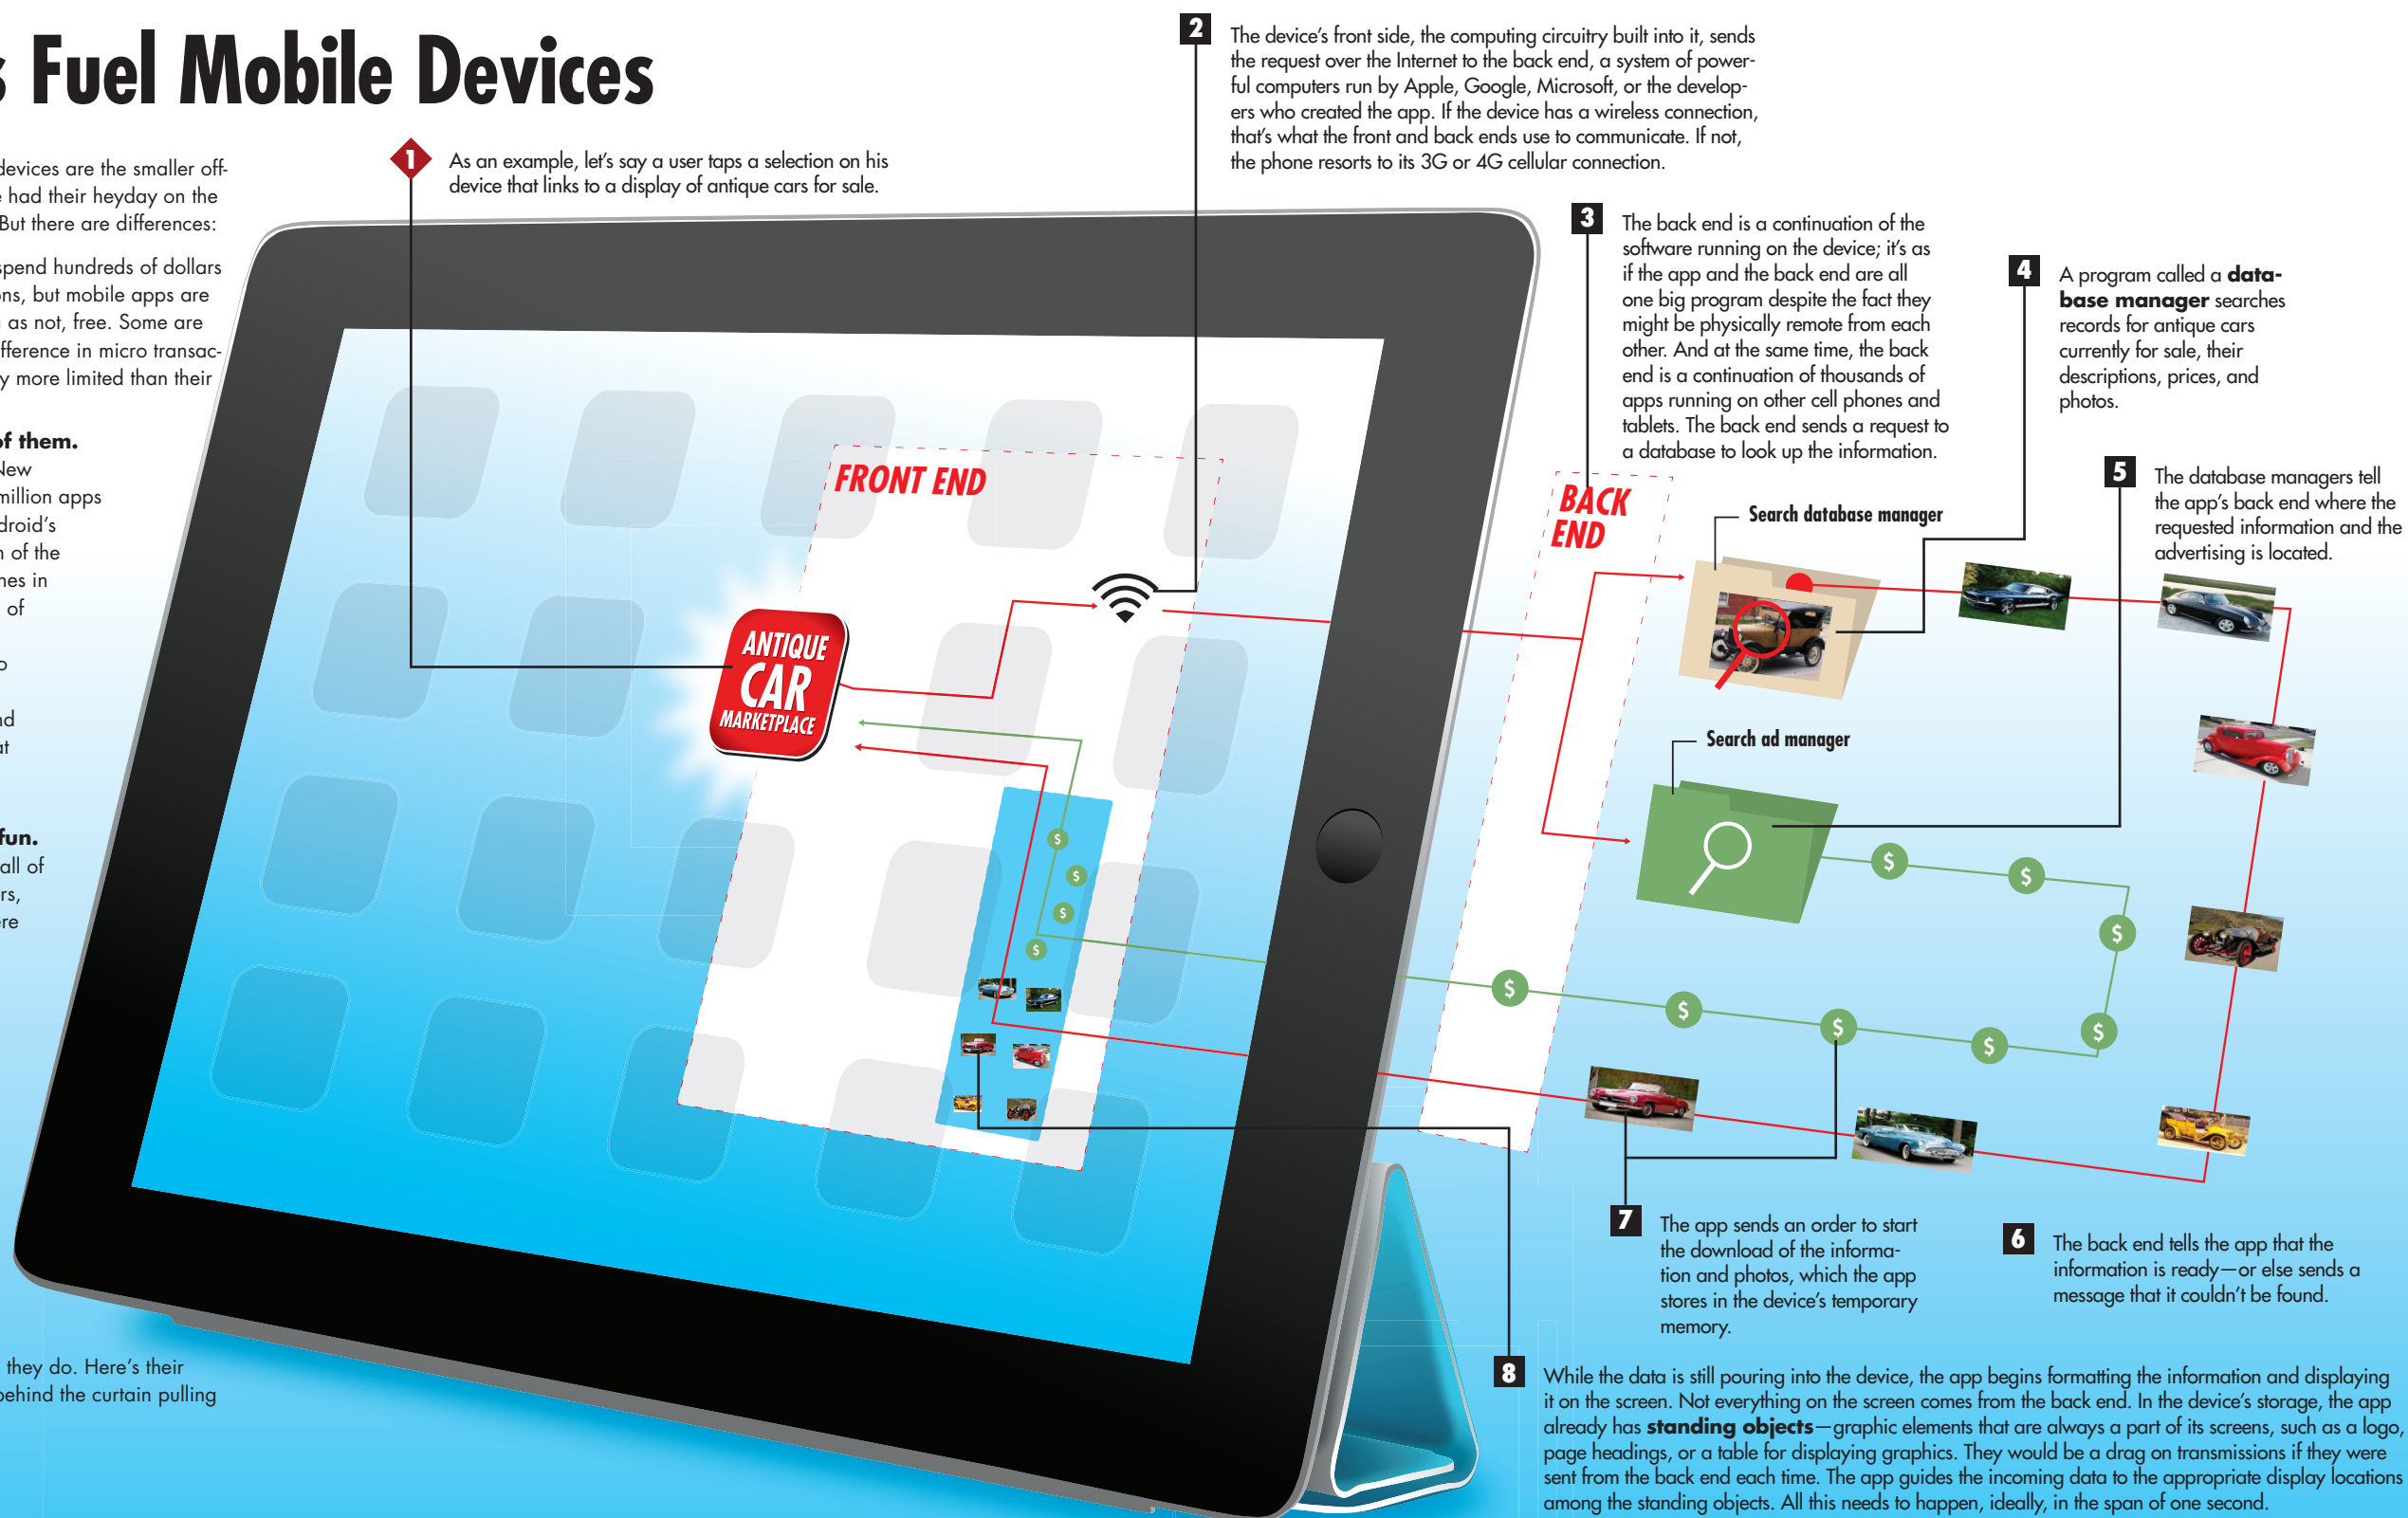 s Fuel Mobile Devices
devices are the smaller off-
e had their heyday on the
But there are differences:
spend hundreds of dollars
ons, but mobile apps are
n as not, free. Some are
ifference in micro transac-
y more limited than their
of them.
New
million apps
droid's
n of the
nes in
of
o
nd
at
fun.
all of
rs,
ere
they do. Here's their
behind the curtain pulling
1
As an example, let's say a user taps a selection on his
device that links to a display of antique cars for sale.
2
The device's front side, the computing circuitry built into it, sends
the request over the Internet to the back end, a system of power-
ful computers run by Apple, Google, Microsoft, or the develop-
ers who created the app. If the device has a wireless connection,
that's what the front and back ends use to communicate. If not,
the phone resorts to its 3G or 4G cellular connection.
3
The back end is a continuation of the
software running on the device; it's as
if the app and the back end are all
one big program despite the fact they
might be physically remote from each
other. And at the same time, the back
end is a continuation of thousands of
apps running on other cell phones and
tablets. The back end sends a request to
a database to look up the information.
4
A program called a data-
base manager searches
records for antique cars
currently for sale, their
descriptions, prices, and
photos.
5
The database managers tell
the app's back end where the
requested information and the
advertising is located.
FRONT END
BACK
END
Search database manager
ANTIQUE
CAR
MARKETPLACE
Search ad manager
$
$
$
$
$
$
$
$
$
$
$
$
7
The app sends an order to start
the download of the informa-
tion and photos, which the app
stores in the device's temporary
memory.
6
The back end tells the app that the
information is ready—or else sends a
message that it couldn't be found.
8
While the data is still pouring into the device, the app begins formatting the information and displaying
it on the screen. Not everything on the screen comes from the back end. In the device's storage, the app
already has standing objects—graphic elements that are always a part of its screens, such as a logo,
page headings, or a table for displaying graphics. They would be a drag on transmissions if they were
sent from the back end each time. The app guides the incoming data to the appropriate display locations
among the standing objects. All this needs to happen, ideally, in the span of one second.